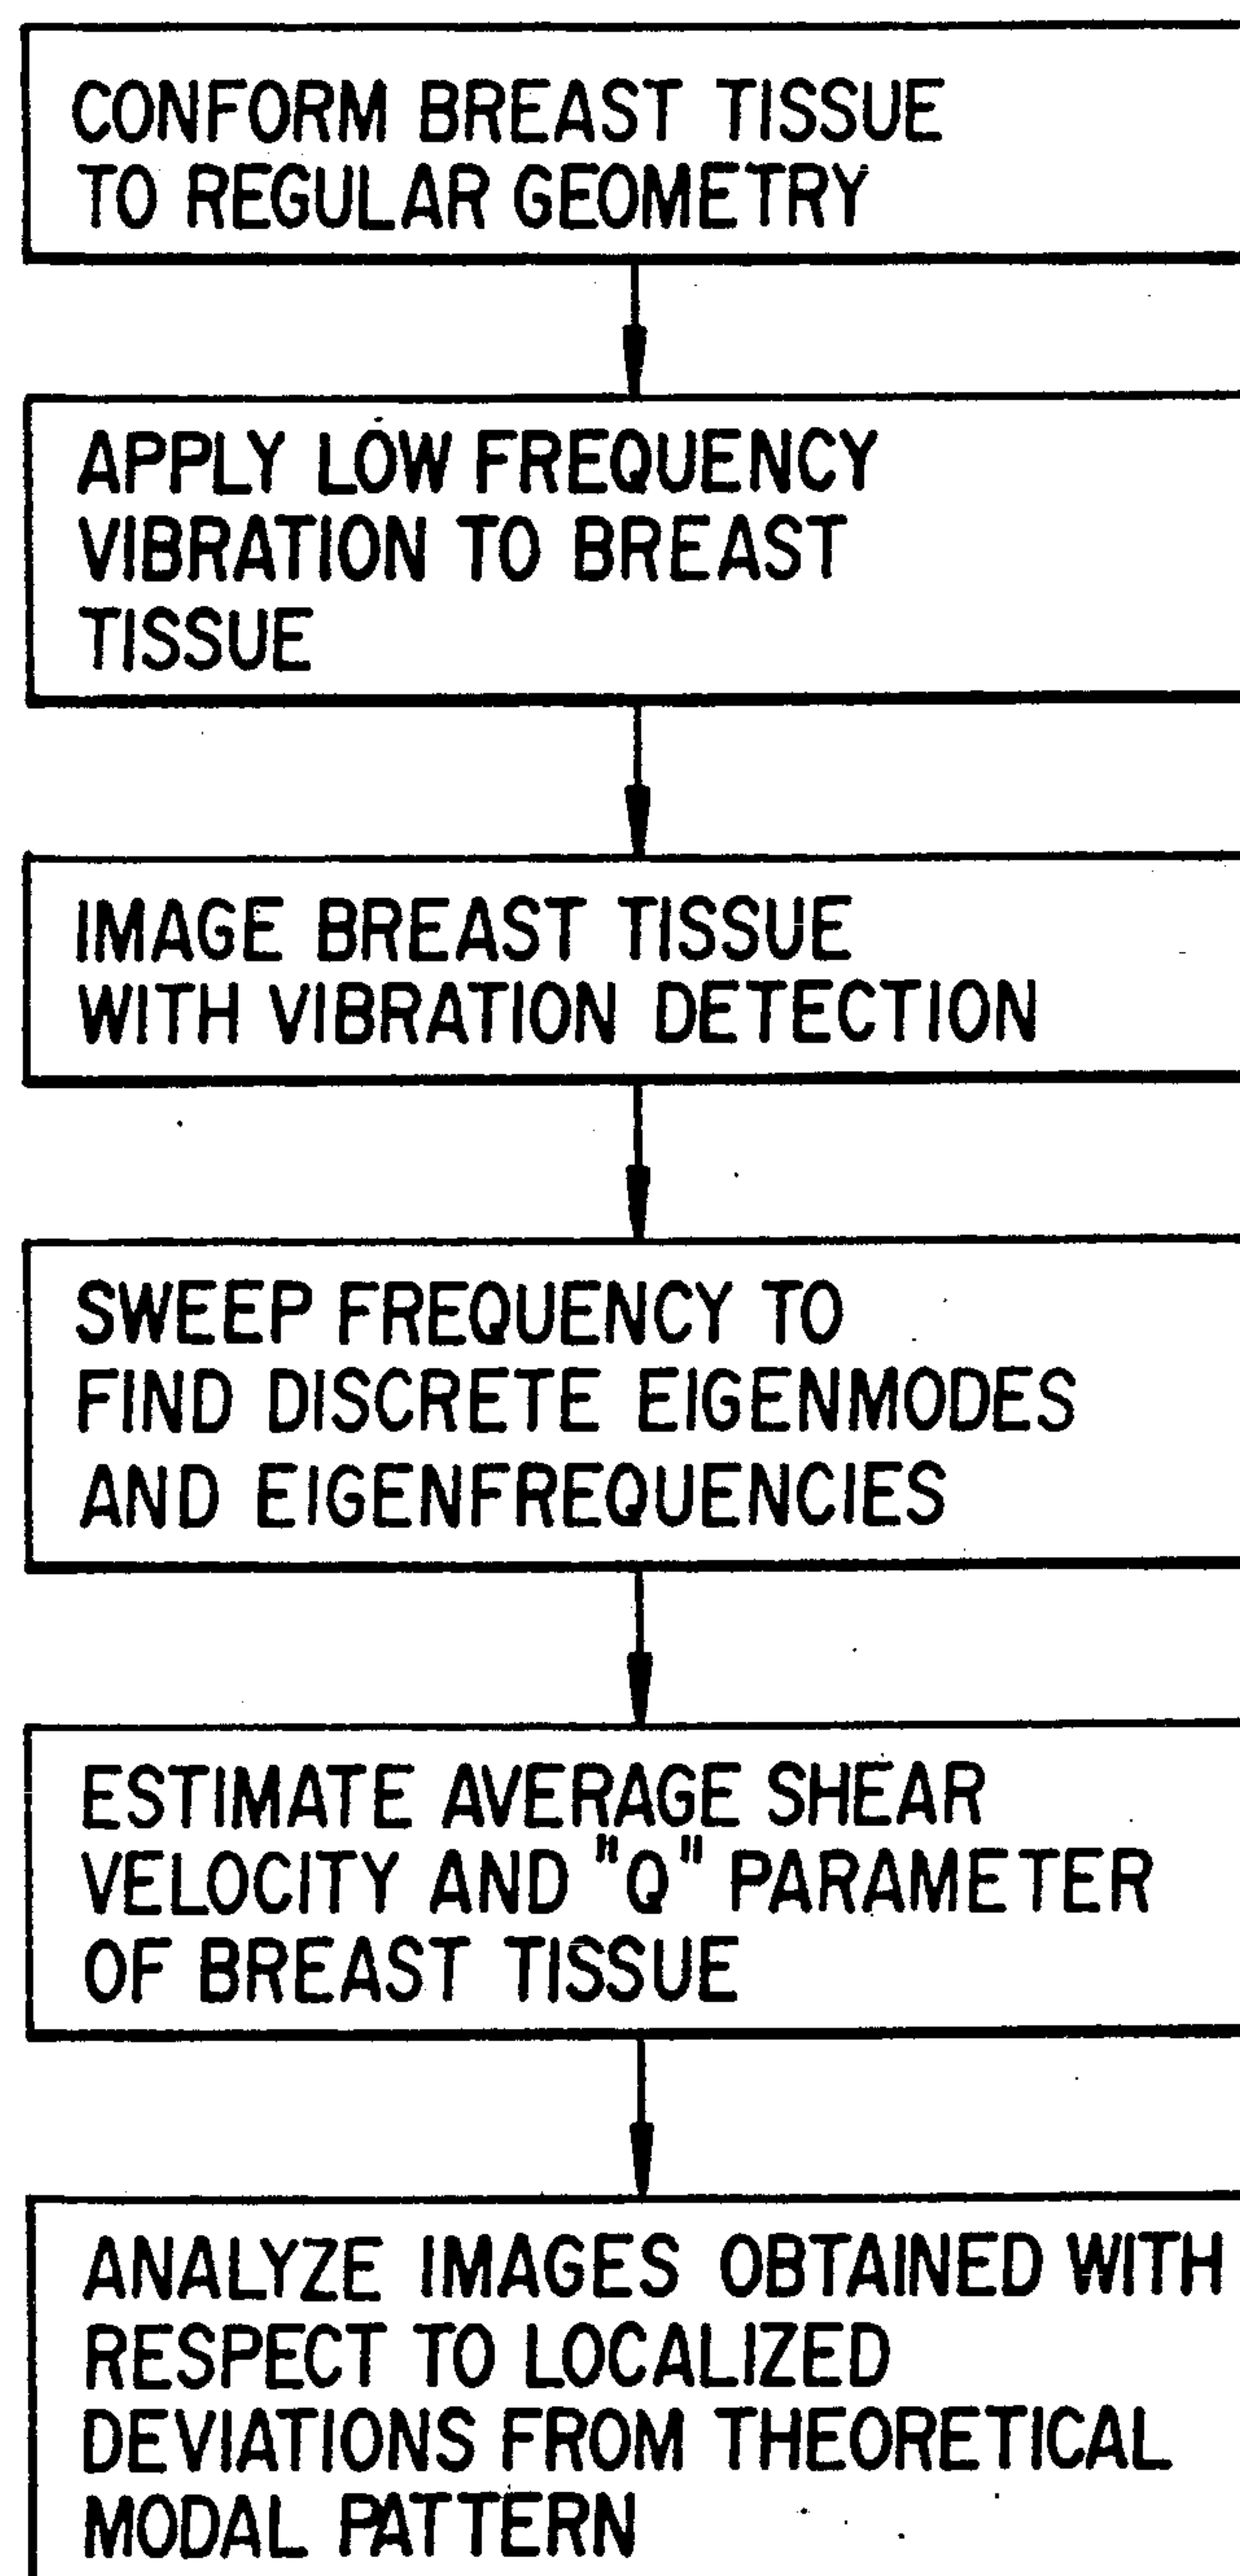 CONFORM BREAST TISSUE
TO REGULAR GEOMETRY
APPLY LOW FREQUENCY
VIBRATION TO BREAST
TISSUE
IMAGE BREAST TISSUE
WITH VIBRATION DETECTION
SWEEP FREQUENCY TO
FIND DISCRETE EIGENMODES
AND EIGENFREQUENCIES
ESTIMATE AVERAGE SHEAR
VELOCITY AND "Q" PARAMETER
OF BREAST TISSUE
ANALYZE IMAGES OBTAINED WITH
RESPECT TO LOCALIZED
DEVIATIONS FROM THEORETICAL
MODAL PATTERN